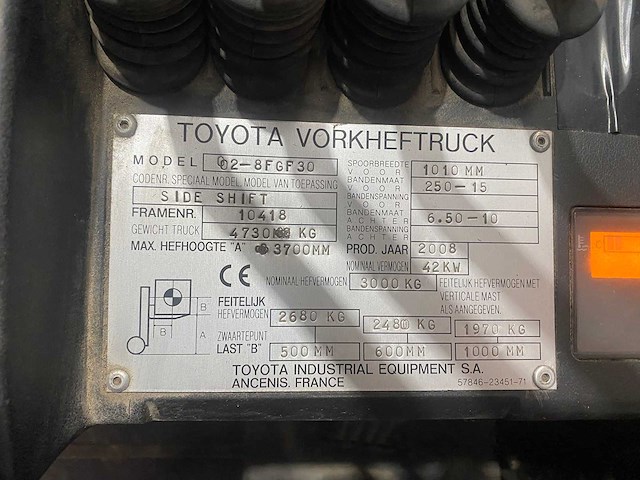 TOYOTA VORKHEFTRUCK
MODEL 02-8FGF30
CODENR. SPECIAAL MODEL, MODEL VAN TOEPASSING
SIDE SHIFT
FRAMENR. 10418
GEWICHT TRUCK 4730 KG
MAX. HEFHOOGTE "A" 3700MM
SPOORBREEDTE VOOR 1010 MM
BANDENMAAT VOOR 250-15
BANDENSPANNING VOOR
BANDENMAAT ACHTER 6.50-10
BANDENSPANNING ACHTER
PROD. JAAR 2008
NOMINAAL VERMOGEN 42KW
CE
NOMINAAL HEFVERMOGEN 3000 KG
FEITELIJK HEFVERMOGEN MET
VERTICALE MAST
ALS AANGEGEVEN.
B
B A
FEITELIJK
HEFVERMOGEN 2680 KG 2480 KG 1970 KG
ZWAARTEPUNT
LAST "B" 500 MM 600MM 1000 MM
TOYOTA INDUSTRIAL EQUIPMENT S.A.
ANCENIS. FRANCE
57846-23451-71